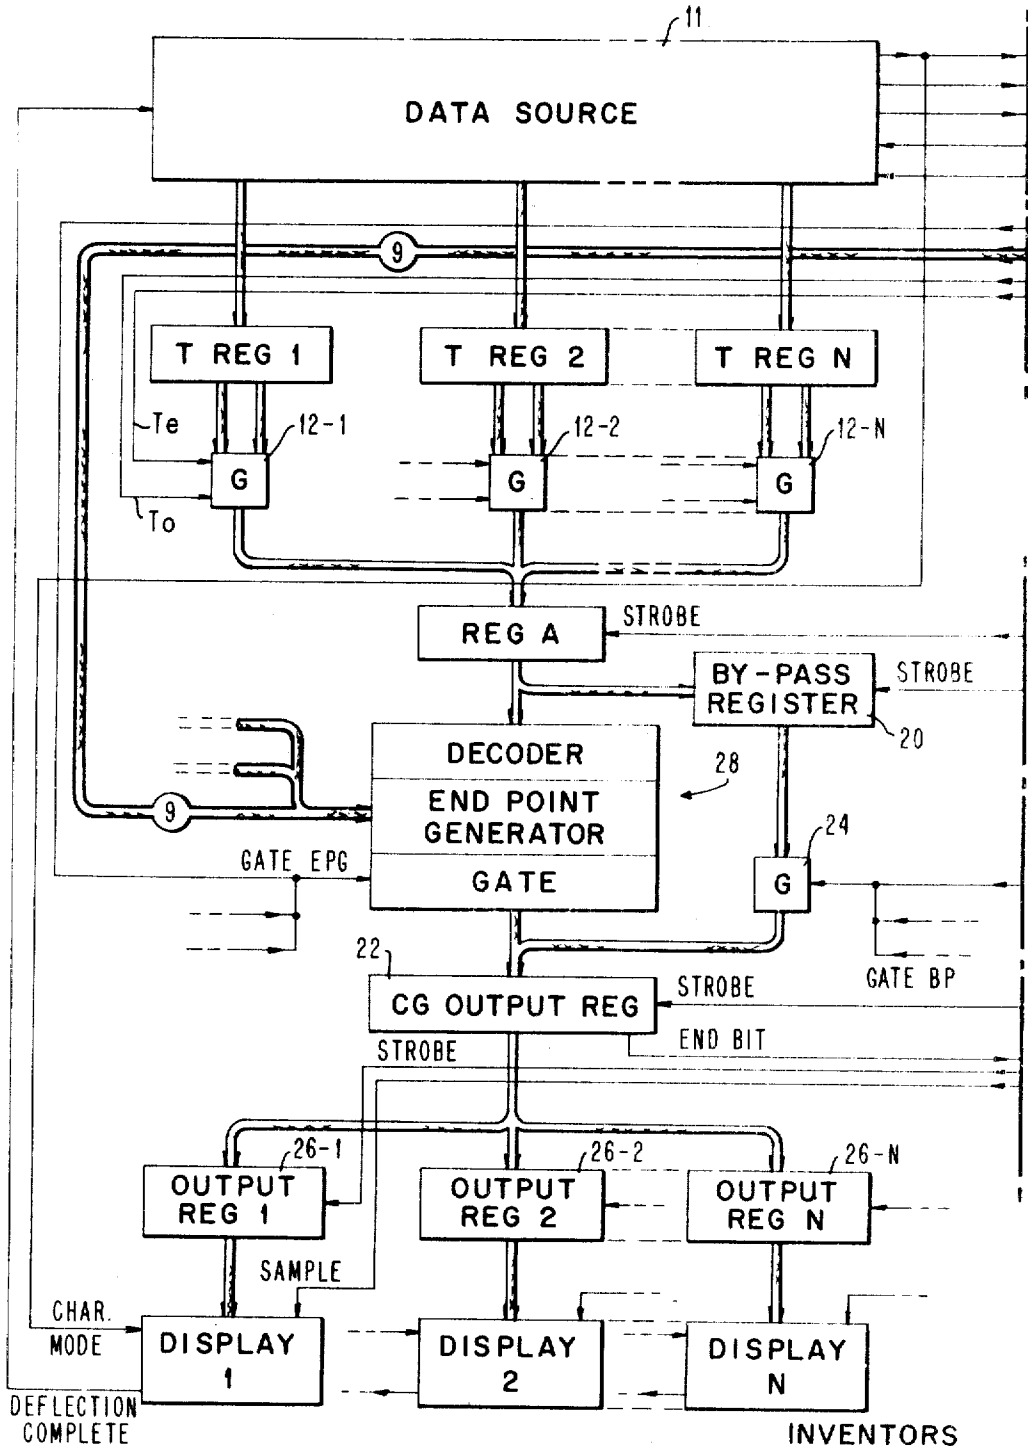 11
DATA SOURCE
9
T REG 1
T REG 2
T REG N
Te
12-1
12-2
12-N
G
G
G
To
REG A
STROBE
BY-PASS
REGISTER
STROBE
20
DECODER
28
END POINT
GENERATOR
9
24
GATE EPG
GATE
G
22
GATE BP
CG OUTPUT REG
STROBE
END BIT
STROBE
26-1
26-2
26-N
OUTPUT
REG 1
OUTPUT
REG 2
OUTPUT
REG N
SAMPLE
CHAR.
MODE
DISPLAY
1
DISPLAY
2
DISPLAY
N
DEFLECTION
COMPLETE
INVENTORS